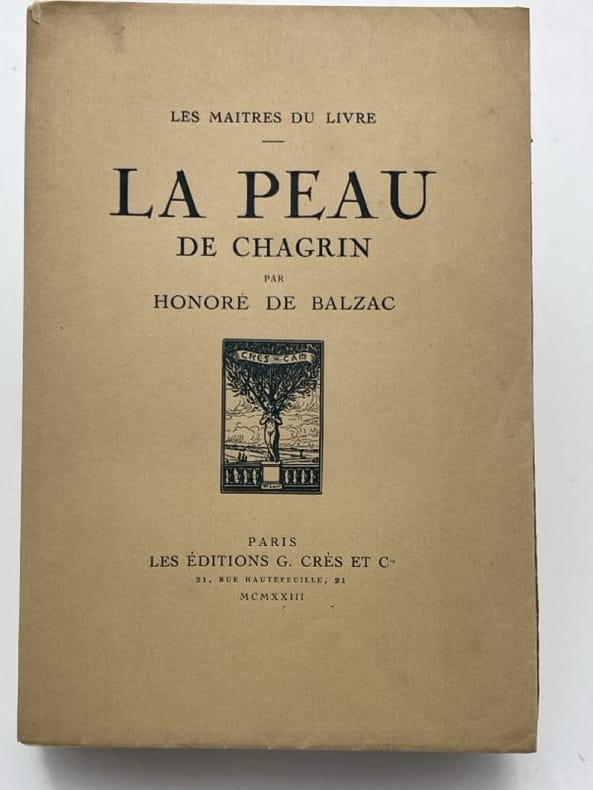 LES MAITRES DU LIVRE
LA PEAU
DE CHAGRIN
PAR
HONORÉ DE BALZAC
CRES = CAM
PARIS
LES ÉDITIONS G. CRÈS ET Cie
21, RUE HAUTEFEUILLE, 21
MCMXXIII